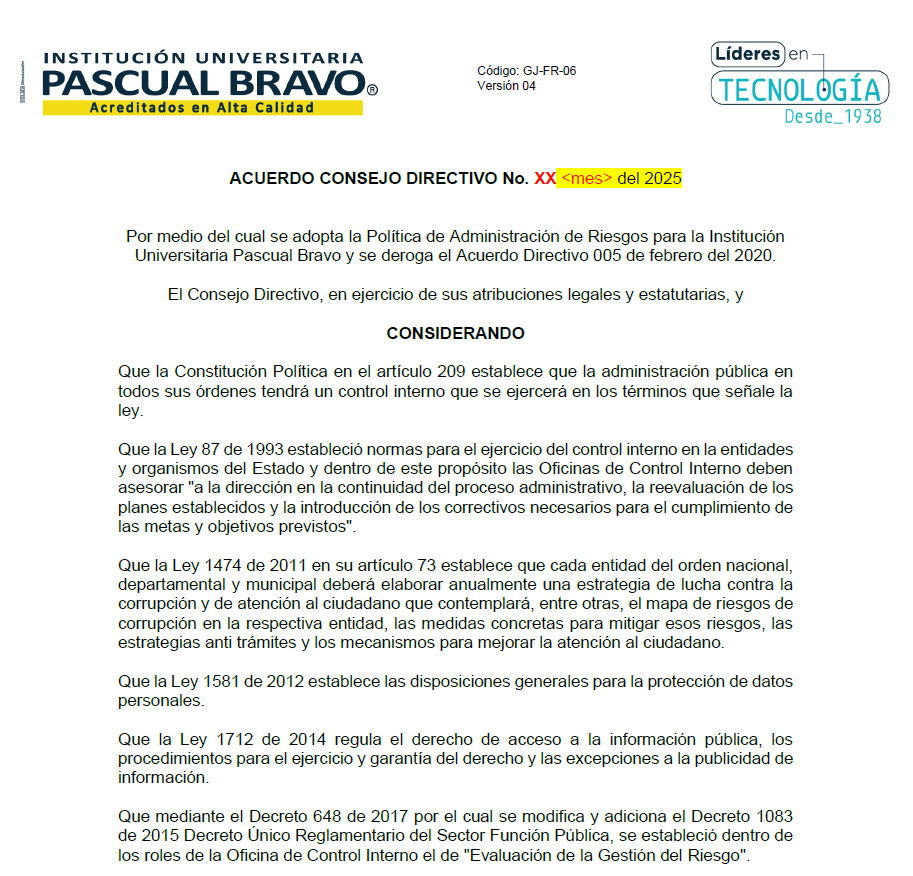 INSTITUCIÓN UNIVERSITARIA
PASCUAL BRAVO®
Acreditados en Alta Calidad
Código: GJ-FR-06
Versión 04
Líderes en
TECNOLOGÍA
Desde_1938
ACUERDO CONSEJO DIRECTIVO No. XX <mes> del 2025
Por medio del cual se adopta la Política de Administración de Riesgos para la Institución
Universitaria Pascual Bravo y se deroga el Acuerdo Directivo 005 de febrero del 2020.
El Consejo Directivo, en ejercicio de sus atribuciones legales y estatutarias, y
CONSIDERANDO
Que la Constitución Política en el artículo 209 establece que la administración pública en
todos sus órdenes tendrá un control interno que se ejercerá en los términos que señale la
ley.
Que la Ley 87 de 1993 estableció normas para el ejercicio del control interno en la entidades
y organismos del Estado y dentro de este propósito las Oficinas de Control Interno deben
asesorar "a la dirección en la continuidad del proceso administrativo, la reevaluación de los
planes establecidos y la introducción de los correctivos necesarios para el cumplimiento de
las metas y objetivos previstos".
Que la Ley 1474 de 2011 en su artículo 73 establece que cada entidad del orden nacional,
departamental y municipal deberá elaborar anualmente una estrategia de lucha contra la
corrupción y de atención al ciudadano que contemplará, entre otras, el mapa de riesgos de
corrupción en la respectiva entidad, las medidas concretas para mitigar esos riesgos, las
estrategias anti trámites y los mecanismos para mejorar la atención al ciudadano.
Que la Ley 1581 de 2012 establece las disposiciones generales para la protección de datos
personales.
Que la Ley 1712 de 2014 regula el derecho de acceso a la información pública, los
procedimientos para el ejercicio y garantía del derecho y las excepciones a la publicidad de
información.
Que mediante el Decreto 648 de 2017 por el cual se modifica y adiciona el Decreto 1083
de 2015 Decreto Único Reglamentario del Sector Función Pública, se estableció dentro de
los roles de la Oficina de Control Interno el de "Evaluación de la Gestión del Riesgo".